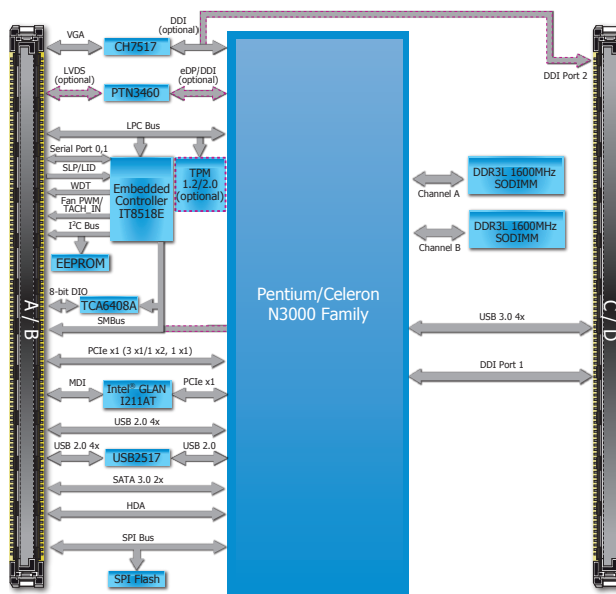 DDI
(optional)
VGA
CH7517
DDI Port 2
LVDS
(optional)
PTN3460
eDP/DDI
(optional)
LPC Bus
Serial Port 0,1
SLP/LID
WDT
Fan PWM/
TACH_IN
I²C Bus
Embedded
Controller
IT8518E
TPM
1.2/2.0
(optional)
EEPROM
8-bit DIO
TCA6408A
SMBus
A / B
Pentium/Celeron
N3000 Family
DDR3L 1600MHz
SODIMM
Channel A
DDR3L 1600MHz
SODIMM
Channel B
C / D
USB 3.0 4x
DDI Port 1
PCIe x1 (3 x1/1 x2, 1 x1)
MDI
Intel® GLAN
I211AT
PCIe x1
USB 2.0 4x
USB 2.0 4x
USB2517
USB 2.0
SATA 3.0 2x
HDA
SPI Bus
SPI Flash